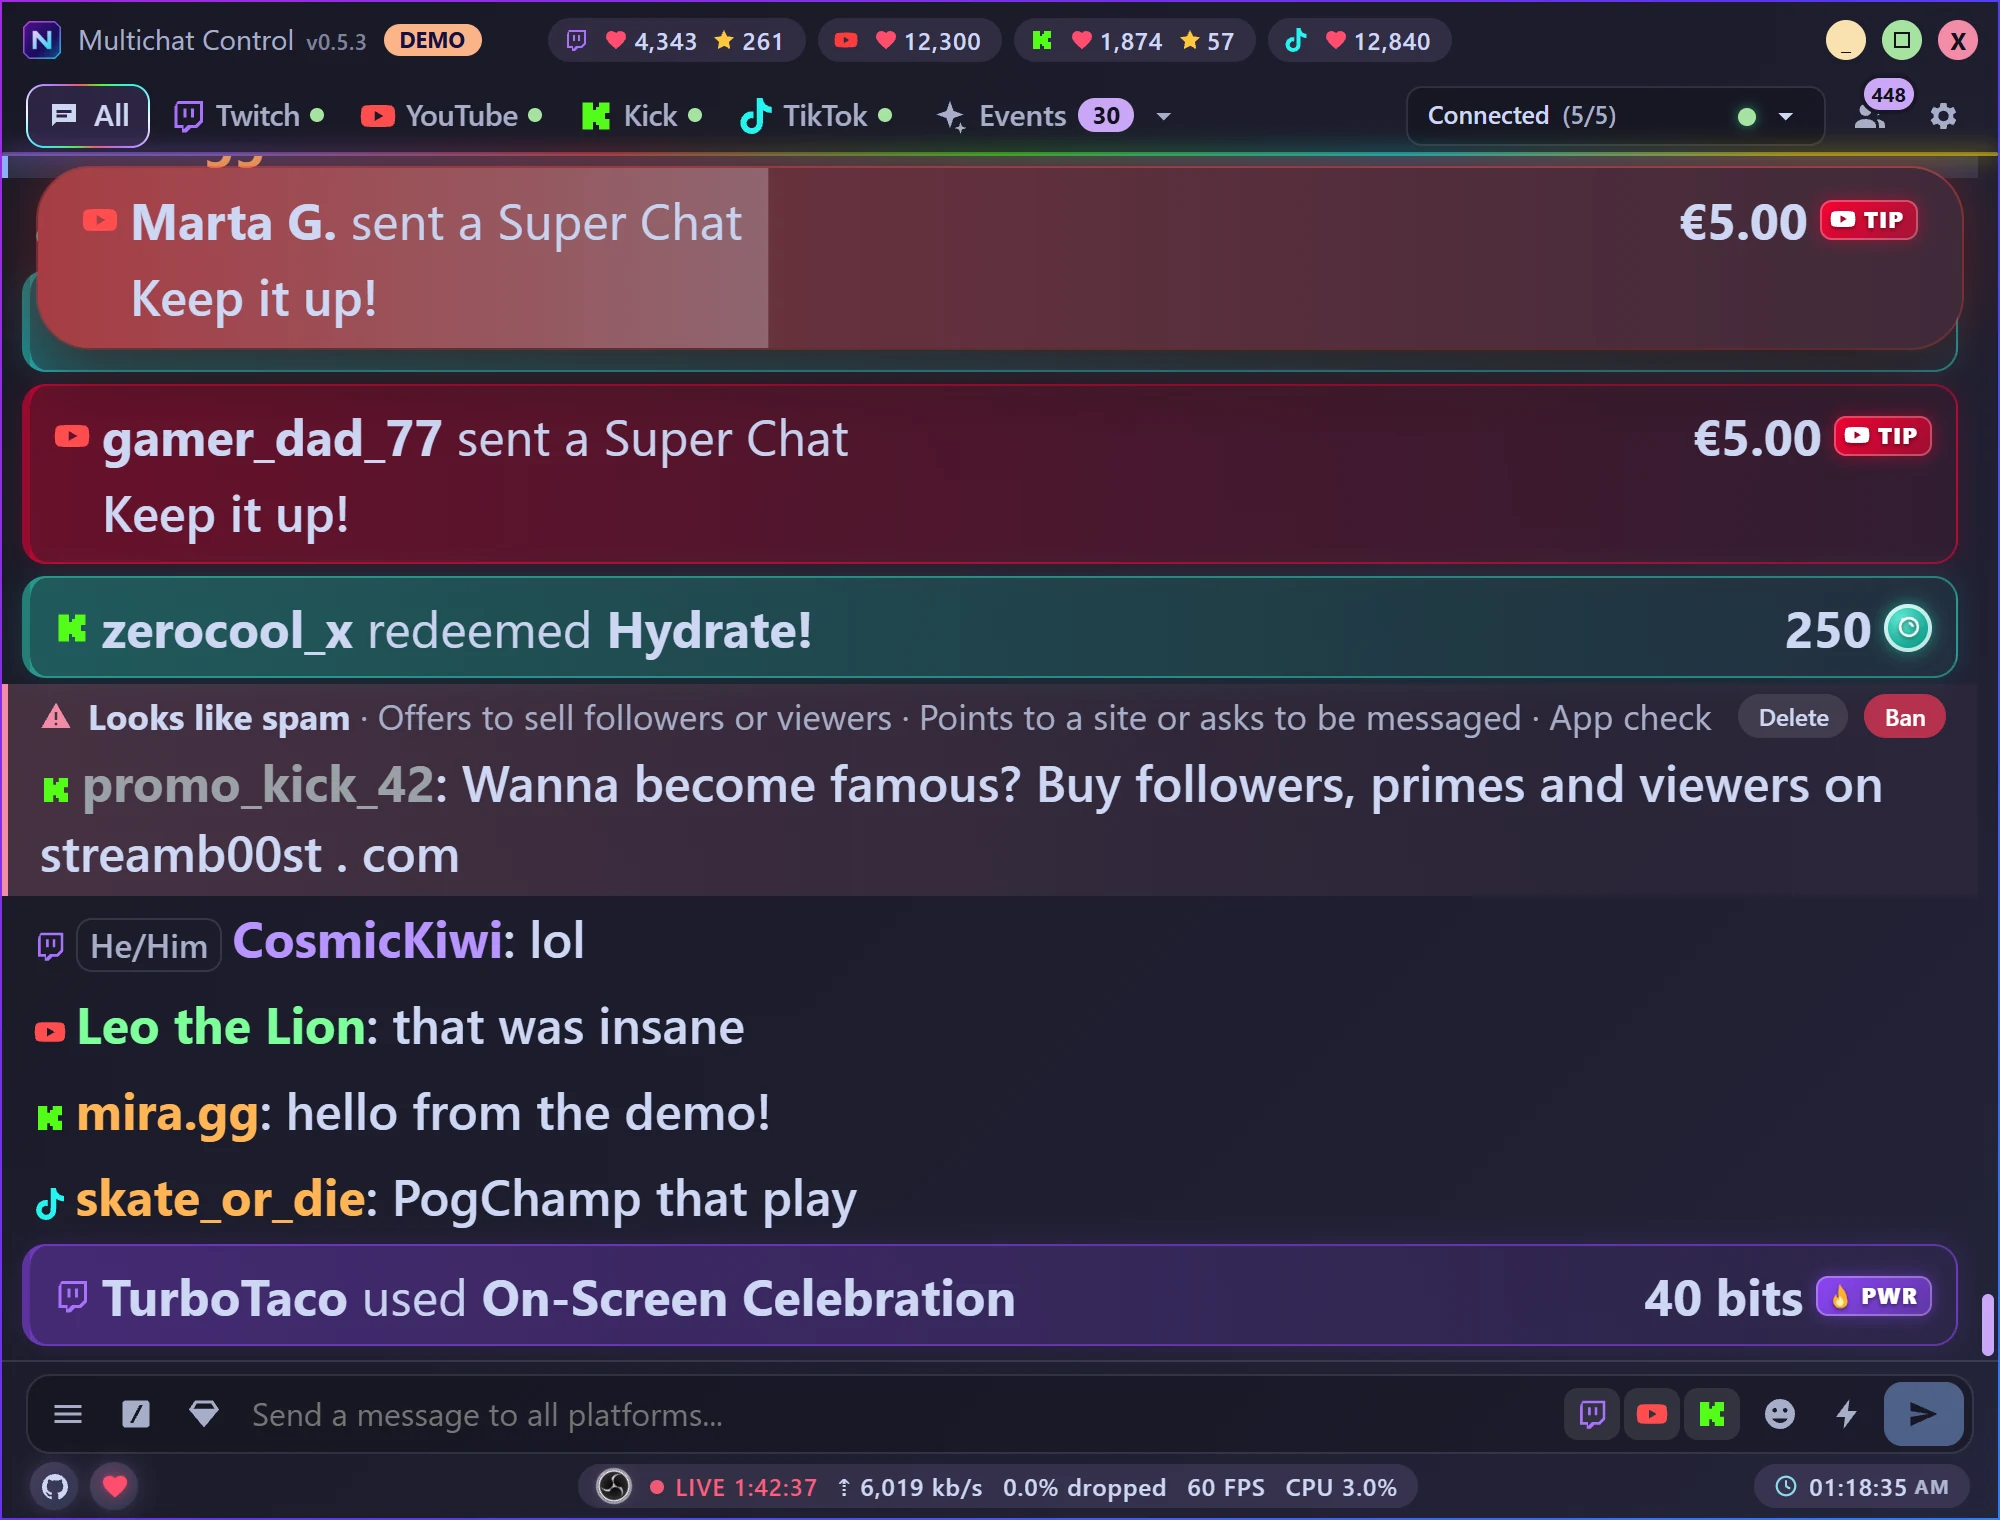 N Multichat Control v0.5.3 DEMO 4,343 261 12,300 1,874 57 12,840 _ X
All Twitch YouTube Kick TikTok Events 30 Connected (5/5) 448
gg
Marta G. sent a Super Chat €5.00 TIP
Keep it up!
gamer_dad_77 sent a Super Chat €5.00 TIP
Keep it up!
zerocool_x redeemed Hydrate! 250
Looks like spam · Offers to sell followers or viewers · Points to a site or asks to be messaged · App check Delete Ban
promo_kick_42: Wanna become famous? Buy followers, primes and viewers on
streamb00st . com
He/Him CosmicKiwi: lol
Leo the Lion: that was insane
mira.gg: hello from the demo!
skate_or_die: PogChamp that play
TurboTaco used On-Screen Celebration 40 bits PWR
Send a message to all platforms...
LIVE 1:42:37 6,019 kb/s 0.0% dropped 60 FPS CPU 3.0% 01:18:35 AM